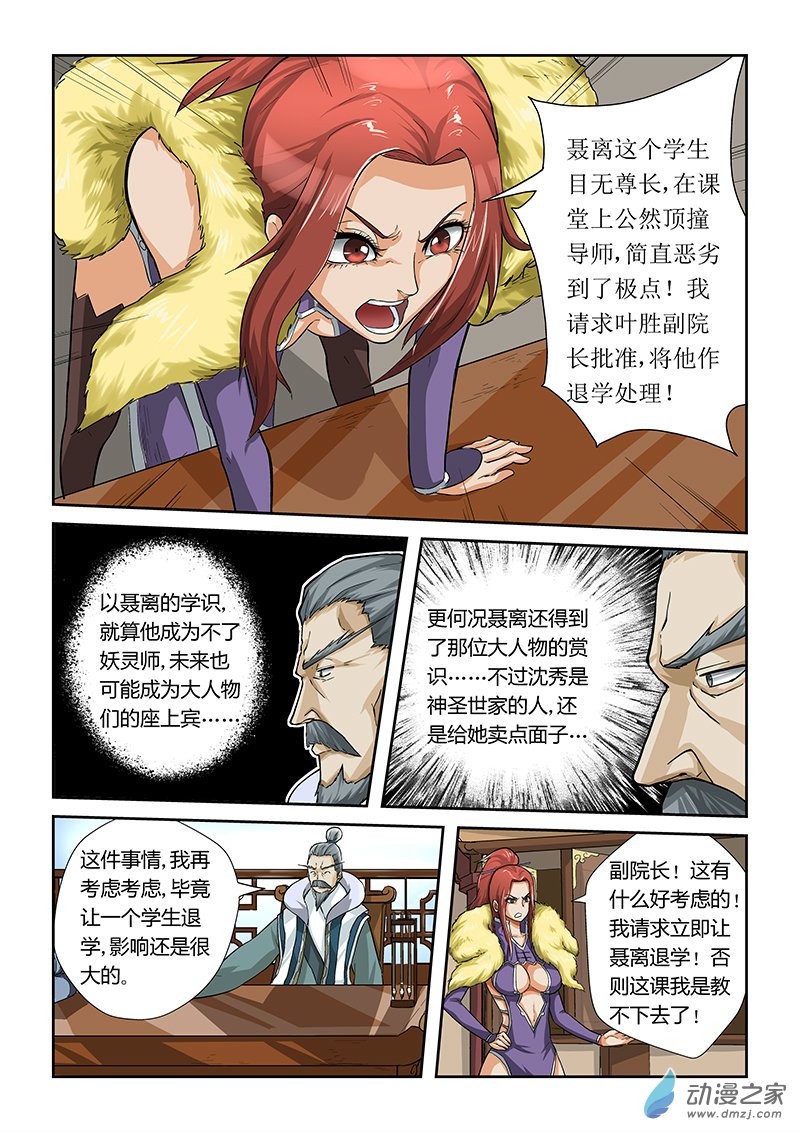 聂离这个学生
目无尊长，在课
堂上公然顶撞
导师，简直恶劣
到了极点！我
请求叶胜副院
长批准，将他作
退学处理！
以聂离的学识，
就算他成为不了
妖灵师，未来也
可能成为大人物
们的座上宾……
更何况聂离还得到
了那位大人物的赏
识……不过沈秀是
神圣世家的人，还
是给她卖点面子…
这件事情，我再
考虑考虑，毕竟
让一个学生退
学，影响还是很
大的。
副院长！这有
什么好考虑的！
我请求立即让
聂离退学！否
则这课我是教
不下去了！
动漫之家
www.dmzj.com